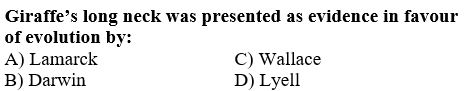 Giraffe’s long neck was presented as evidence in favour
of evolution by:
A) Lamarck C) Wallace
B) Darwin D) Lyell